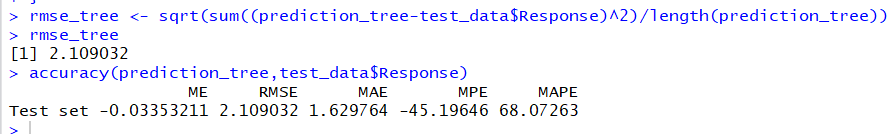 > rmse_tree <- sqrt(sum((prediction_tree-test_data$Response)^2)/length(prediction_tree))
> rmse_tree
[1] 2.109032
> accuracy(prediction_tree,test_data$Response)
                  ME     RMSE      MAE       MPE     MAPE
Test set -0.03353211 2.109032 1.629764 -45.19646 68.07263
>